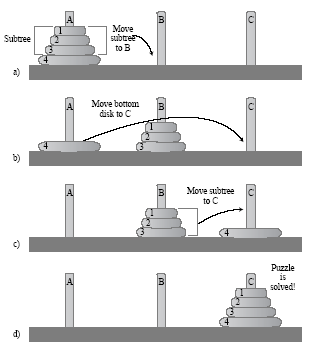 A B C
Subtree
1
2
3
4
Move
subtree
to B
a)
A B C
Move bottom
disk to C
1
2
3
4
b)
A B C
Move subtree
to C
1
2
3
4
c)
A B C
Puzzle
is
solved!
1
2
3
4
d)